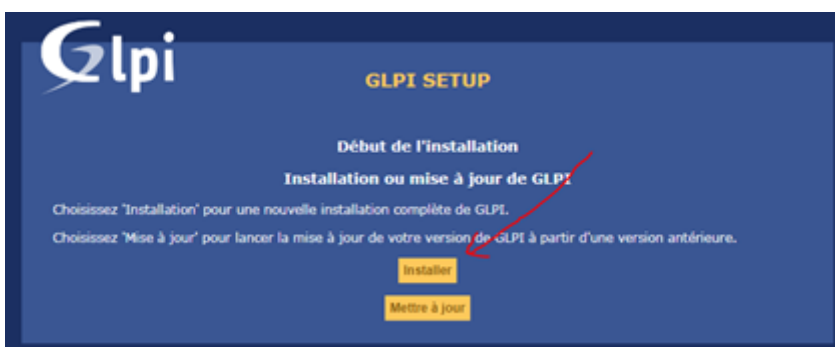 Glpi
GLPI SETUP
Début de l'installation
Installation ou mise à jour de GLPI
Choisissez 'Installation' pour une nouvelle installation complète de GLPI.
Choisissez 'Mise à jour' pour lancer la mise à jour de votre version de GLPI à partir d'une version antérieure.
Installer
Mettre à jour